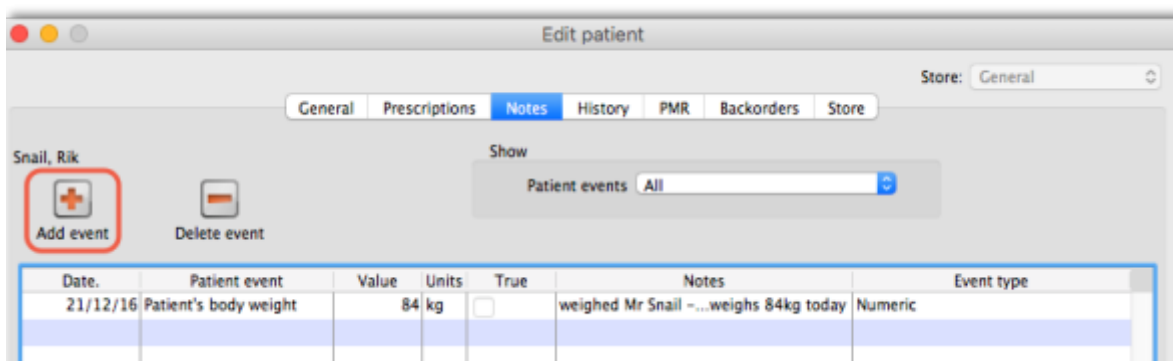 Edit patient
Store: General
General Prescriptions Notes History PMR Backorders Store
Snail, Rik
Show
Patient events All
Add event Delete event
Date. Patient event Value Units True Notes Event type
21/12/16 Patient's body weight 84 kg weighed Mr Snail –...weighs 84kg today Numeric